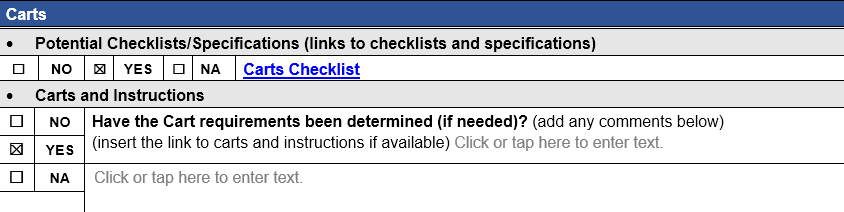 Carts
• Potential Checklists/Specifications (links to checklists and specifications)
☐ NO ☒ YES ☐ NA Carts Checklist
• Carts and Instructions
☐ NO Have the Cart requirements been determined (if needed)? (add any comments below)
☒ YES (insert the link to carts and instructions if available) Click or tap here to enter text.
☐ NA Click or tap here to enter text.